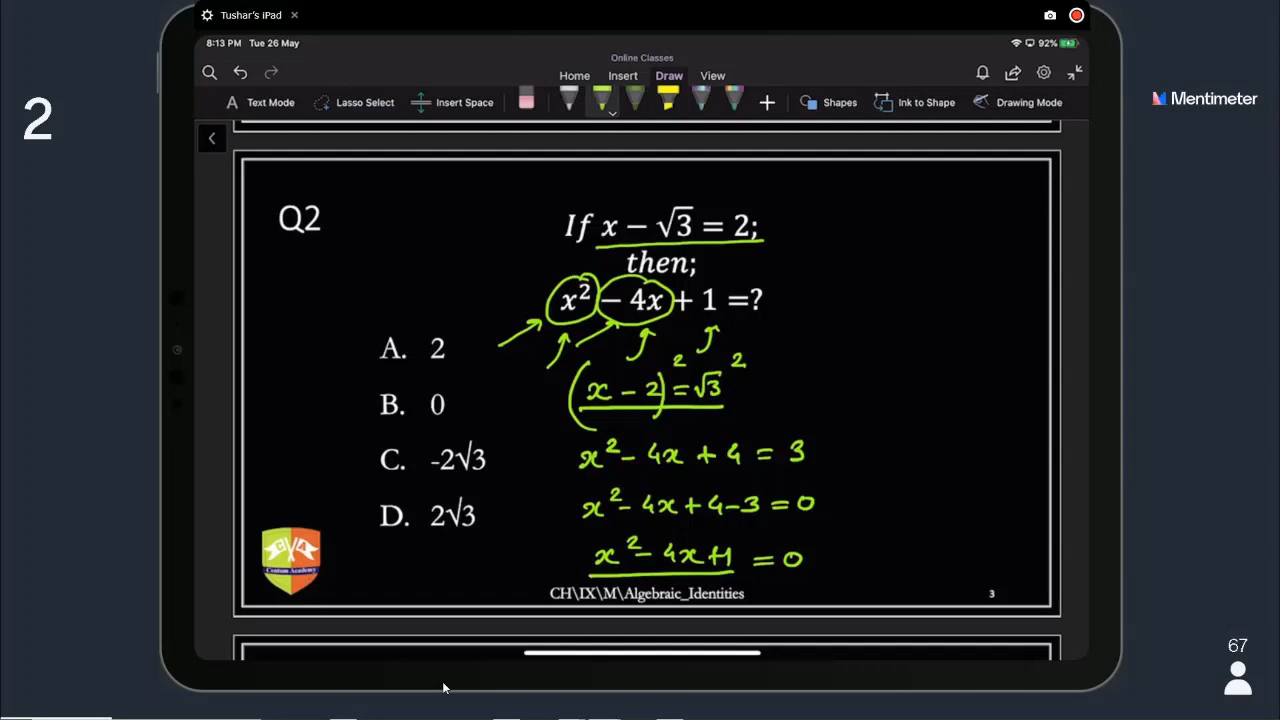 Tushar's iPad ×
8:13 PM Tue 26 May
92%
Online Classes
Home Insert Draw View
Text Mode Lasso Select Insert Space Shapes Ink to Shape Drawing Mode
2
Mentimeter
Q2
If x − √3 = 2;
then;
x² − 4x + 1 =?
A. 2
B. 0
C. -2√3
D. 2√3
(x − 2)² = √3²
x² − 4x + 4 = 3
x² − 4x + 4 − 3 = 0
x² − 4x + 1 = 0
CVA
Centum Academy
CH\IX\M\Algebraic_Identities
3
67